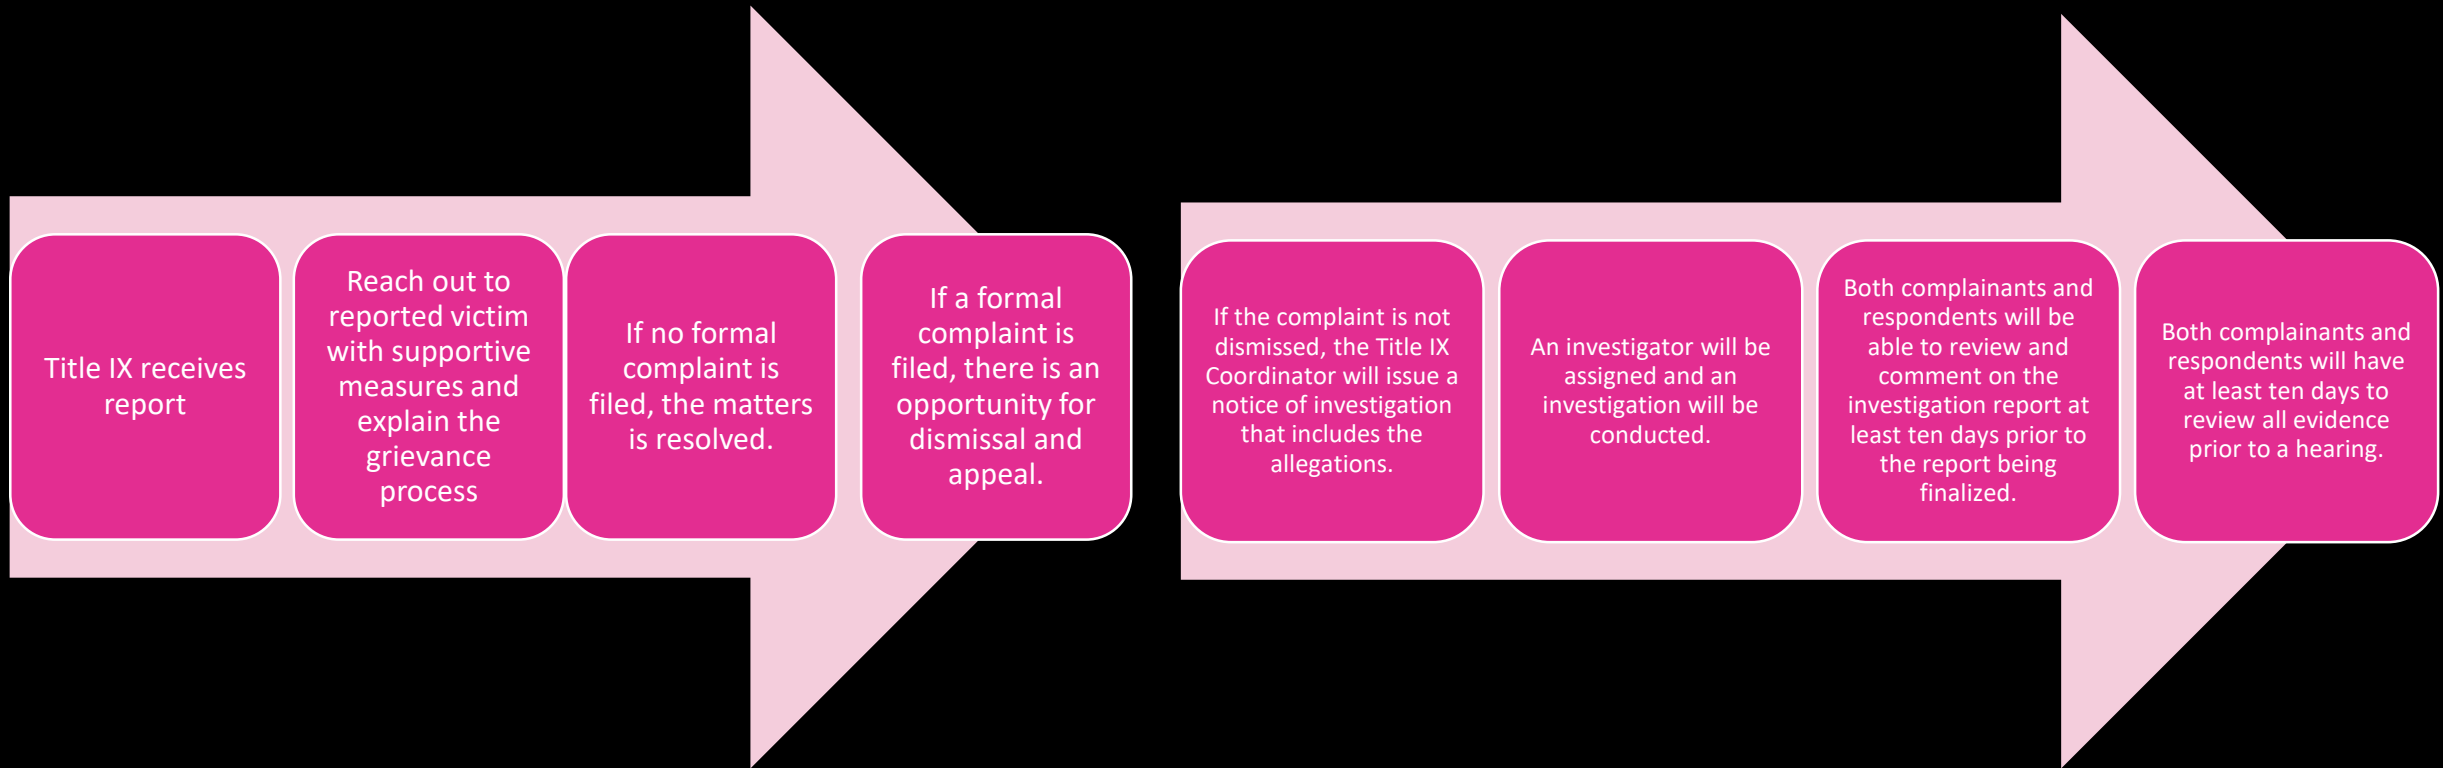 Title IX receives
report
Reach out to
reported victim
with supportive
measures and
explain the
grievance
process
If no formal
complaint is
filed, the matters
is resolved.
If a formal
complaint is
filed, there is an
opportunity for
dismissal and
appeal.
If the complaint is not
dismissed, the Title IX
Coordinator will issue a
notice of investigation
that includes the
allegations.
An investigator will be
assigned and an
investigation will be
conducted.
Both complainants and
respondents will be
able to review and
comment on the
investigation report at
least ten days prior to
the report being
finalized.
Both complainants and
respondents will have
at least ten days to
review all evidence
prior to a hearing.